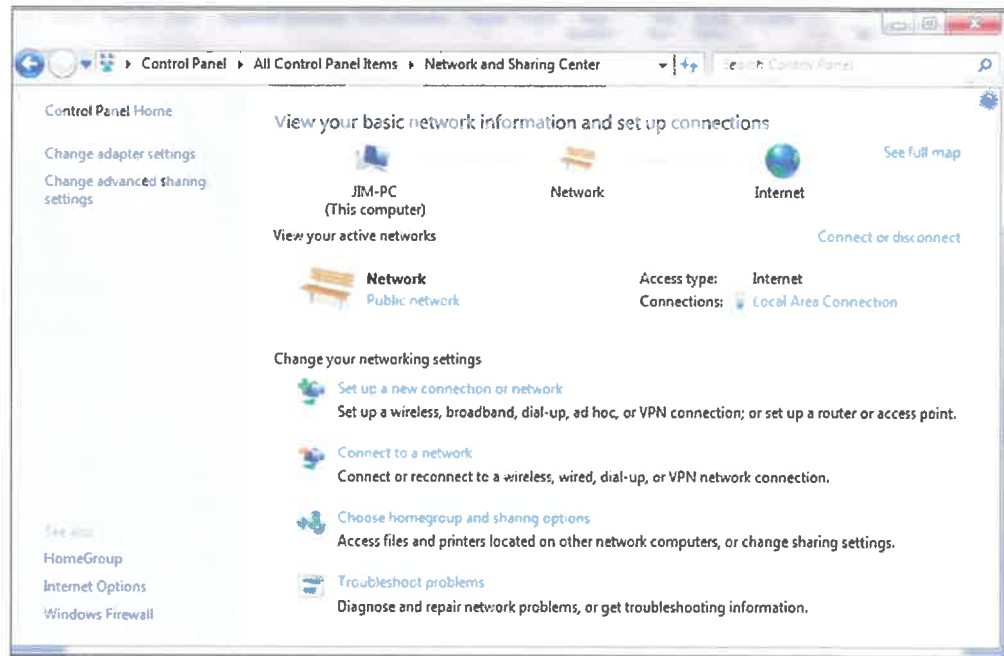 Control Panel ▸ All Control Panel Items ▸ Network and Sharing Center
Search Control Panel
Control Panel Home
Change adapter settings
Change advanced sharing
settings
See also
HomeGroup
Internet Options
Windows Firewall
View your basic network information and set up connections
See full map
JIM-PC
(This computer)
Network
Internet
View your active networks
Connect or disconnect
Network
Public network
Access type: Internet
Connections: Local Area Connection
Change your networking settings
Set up a new connection or network
Set up a wireless, broadband, dial-up, ad hoc, or VPN connection; or set up a router or access point.
Connect to a network
Connect or reconnect to a wireless, wired, dial-up, or VPN network connection.
Choose homegroup and sharing options
Access files and printers located on other network computers, or change sharing settings.
Troubleshoot problems
Diagnose and repair network problems, or get troubleshooting information.